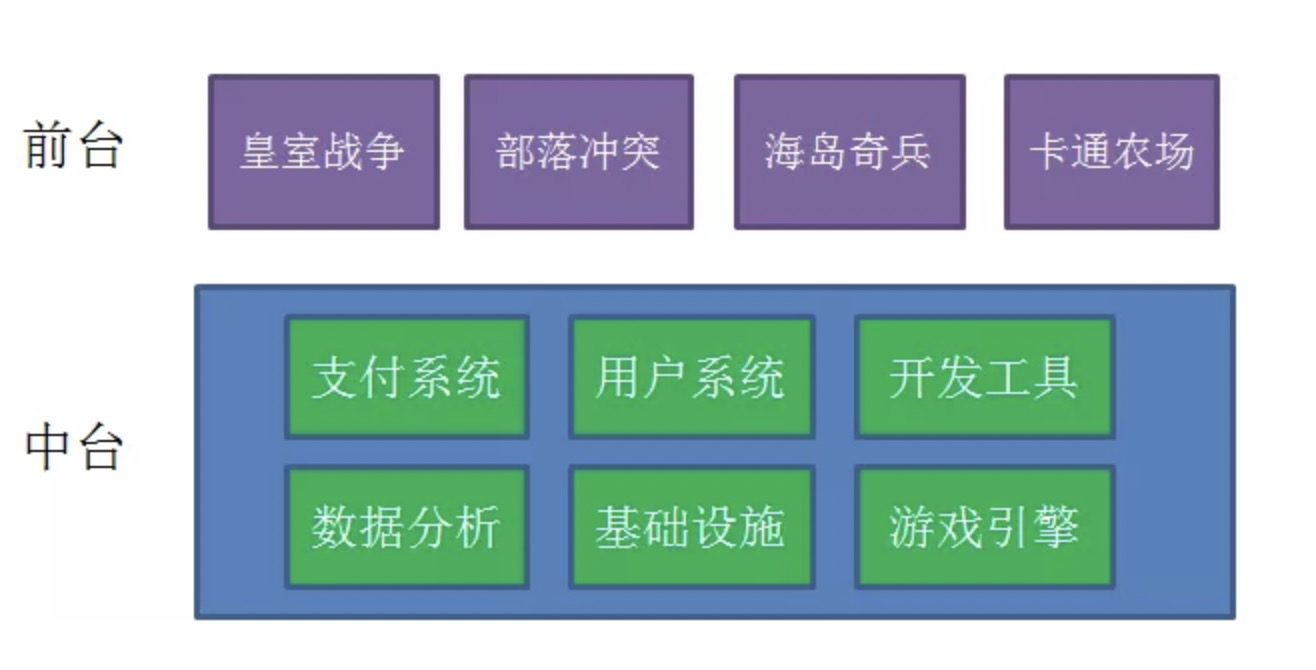 前台
皇室战争
部落冲突
海岛奇兵
卡通农场
中台
支付系统
用户系统
开发工具
数据分析
基础设施
游戏引擎